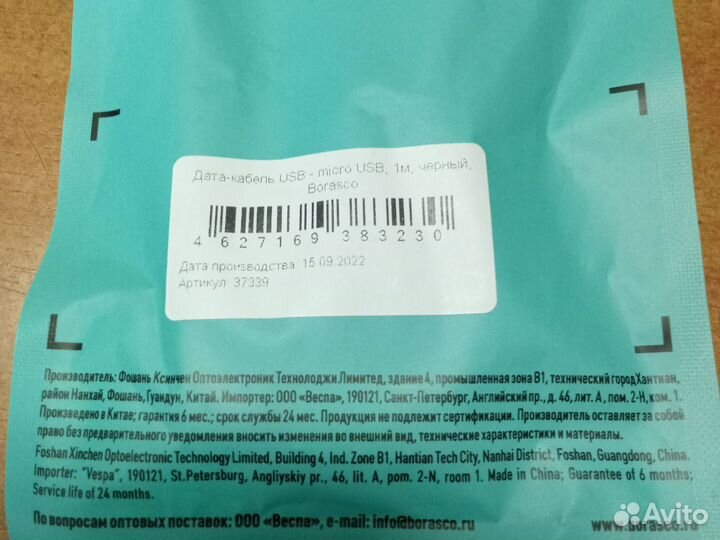 Дата-кабель USB - micro USB, 1м, черный,
Borasco
4 627169 383230
Дата производства: 15.09.2022
Артикул: 37339
Производитель: Фошань Ксинчен Оптоэлектроник Технолоджи Лимитед, здание 4, промышленная зона B1, технический город Хантиан,
район Нанхай, Фошань, Гуандун, Китай. Импортер: ООО «Веспа», 190121, Санкт-Петербург, Английский пр., д. 46, лит. А, пом. 2-Н, ком. 1.
Произведено в Китае; гарантия 6 мес.; срок службы 24 мес. Продукция не подлежит сертификации. Производитель оставляет за собой
право без предварительного уведомления вносить изменения во внешний вид, технические характеристики и материалы.
Foshan Xinchen Optoelectronic Technology Limited, Building 4, Ind. Zone B1, Hantian Tech City, Nanhai District, Foshan, Guangdong, China.
Importer: "Vespa", 190121, St.Petersburg, Angliyskiy pr., 46, lit. A, pom. 2-N, room 1. Made in China; Guarantee of 6 months;
Service life of 24 months.
По вопросам оптовых поставок: ООО «Веспа», e-mail: info@borasco.ru
www.borasco.ru
Avito